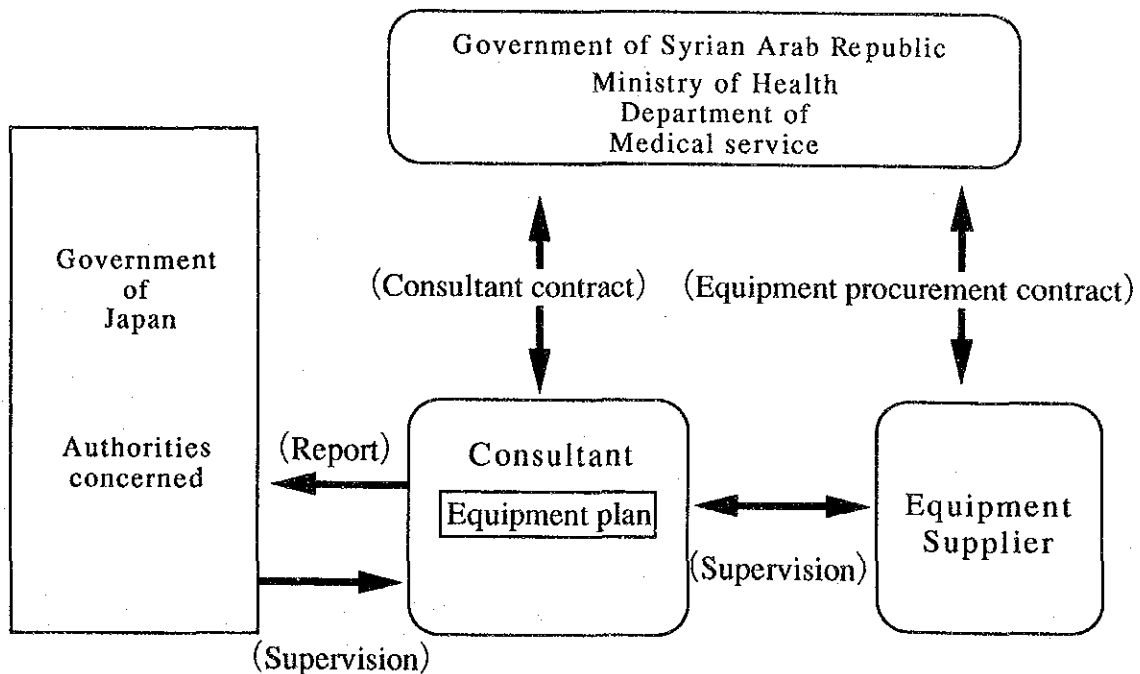 Government of Syrian Arab Republic
Ministry of Health
Department of
Medical service
Government
of
Japan
Authorities
concerned
(Consultant contract)
(Equipment procurement contract)
(Report)
Consultant
Equipment plan
Equipment
Supplier
(Supervision)
(Supervision)